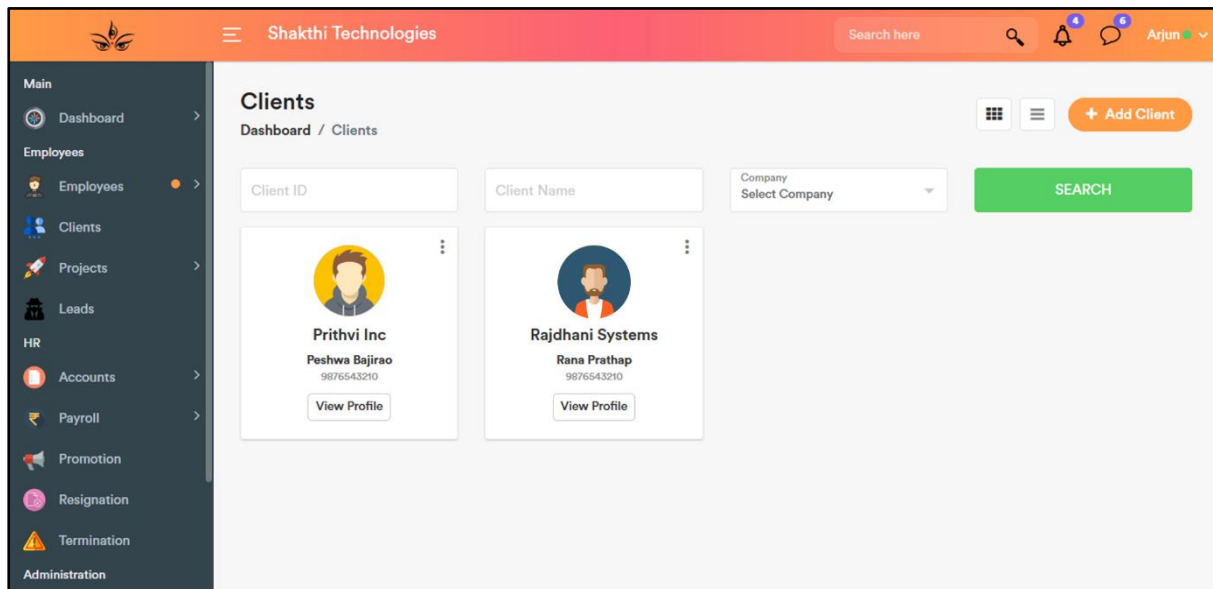 Shakthi Technologies
Search here
4
6
Arjun
Main
Dashboard
Employees
Employees
Clients
Projects
Leads
HR
Accounts
Payroll
Promotion
Resignation
Termination
Administration
Clients
Dashboard / Clients
+ Add Client
Client ID
Client Name
Company
Select Company
SEARCH
Prithvi Inc
Peshwa Bajirao
9876543210
View Profile
Rajdhani Systems
Rana Prathap
9876543210
View Profile